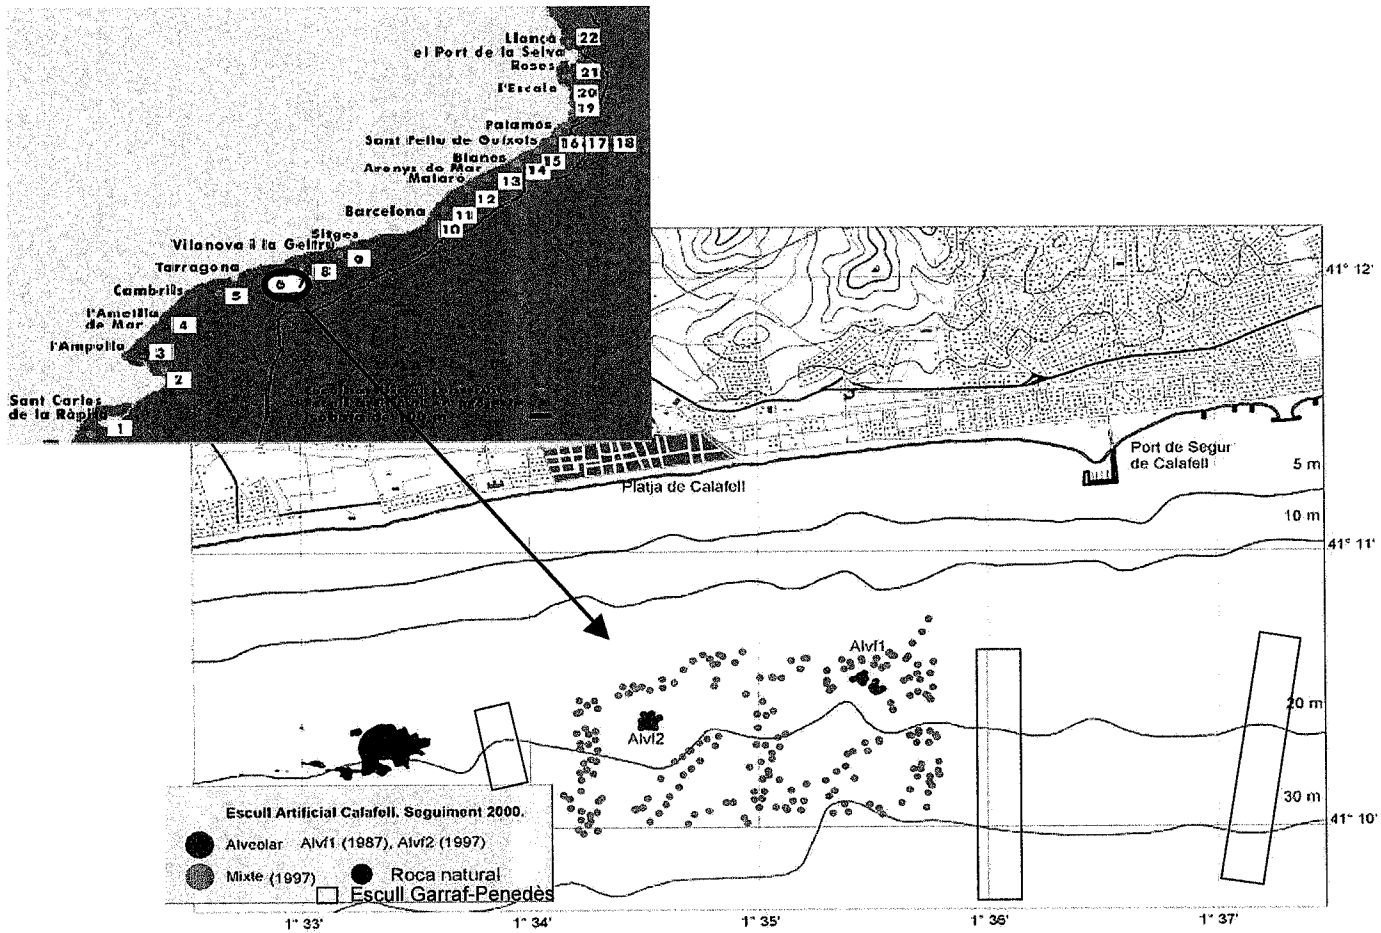 Llançà
22
el Port de la Selva
Roses
21
l'Escala
20
19
Palamós
Sant Feliu de Guíxols
16 17 18
Blanes
15
Arenys de Mar
14
Mataró
13
12
Barcelona
11
10
Sitges
Vilanova i la Geltrú
9
8
Tarragona
6 7
Cambrils
5
l'Ametlla
de Mar
4
l'Ampolla
3
2
Sant Carles
de la Ràpita
1
41° 12'
Port de Segur
de Calafell
5 m
Platja de Calafell
10 m
41° 11'
Alvf1
20 m
Alvf2
30 m
41° 10'
Escull Artificial Calafell. Seguiment 2000.
Alveolar Alvf1 (1987), Alvf2 (1997)
Mixte (1997)
Roca natural
Escull Garraf-Penedès
1° 33'
1° 34'
1° 35'
1° 36'
1° 37'